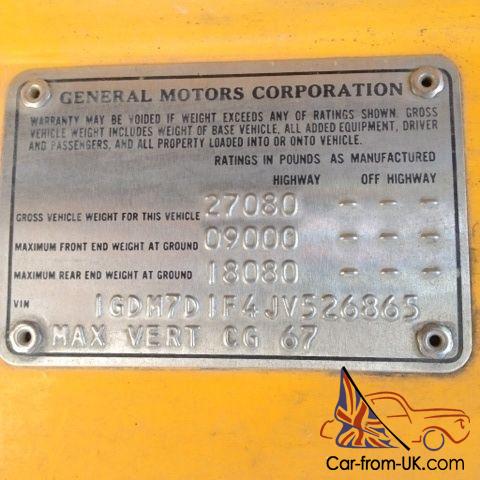 GENERAL MOTORS CORPORATION
WARRANTY MAY BE VOIDED IF WEIGHT EXCEEDS ANY OF RATINGS SHOWN. GROSS
VEHICLE WEIGHT INCLUDES WEIGHT OF BASE VEHICLE, ALL ADDED EQUIPMENT, DRIVER
AND PASSENGERS, AND ALL PROPERTY LOADED INTO OR ONTO VEHICLE.
RATINGS IN POUNDS AS MANUFACTURED
HIGHWAY OFF HIGHWAY
GROSS VEHICLE WEIGHT FOR THIS VEHICLE 27080 - - -
MAXIMUM FRONT END WEIGHT AT GROUND 09000 - - -
MAXIMUM REAR END WEIGHT AT GROUND 18080 - - -
VIN 1GDM7D1F4JV526865
MAX VERT CG 67
Car-from-UK.com